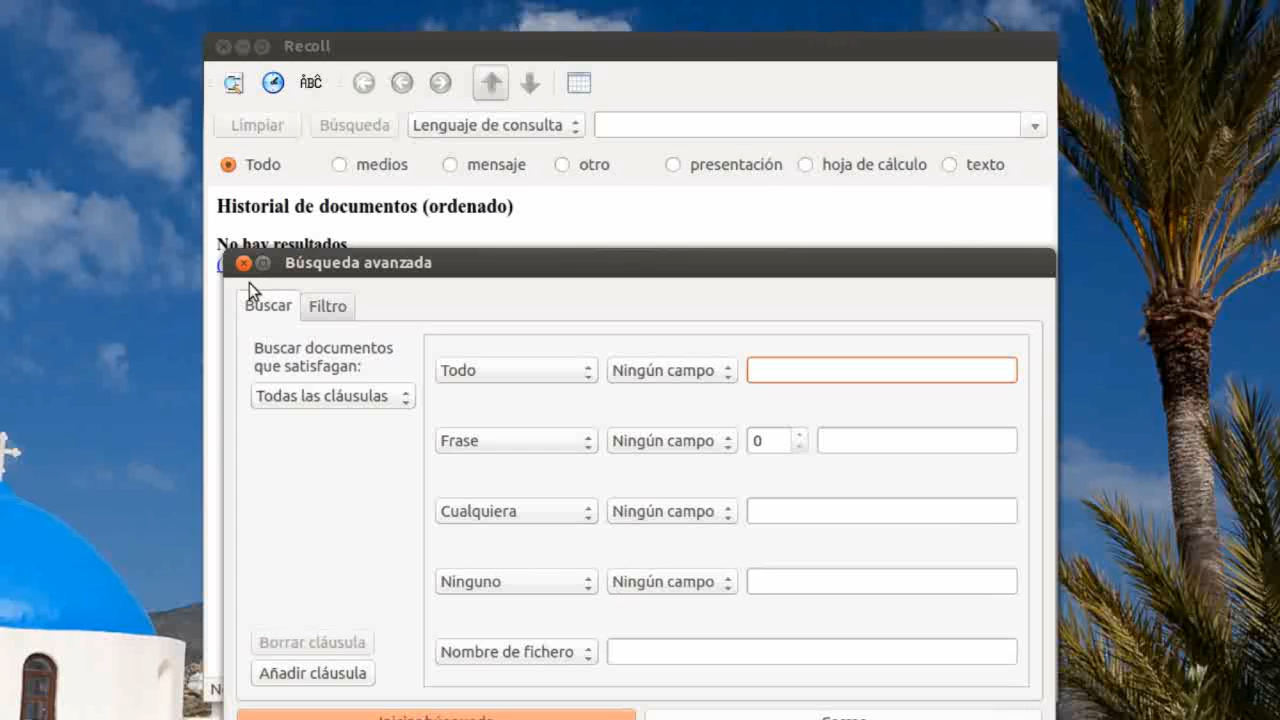 Recoll
ABC
Limpiar Búsqueda Lenguaje de consulta
Todo medios mensaje otro presentación hoja de cálculo texto
Historial de documentos (ordenado)
No hay resultados
Búsqueda avanzada
Buscar Filtro
Buscar documentos
que satisfagan:
Todas las cláusulas
Todo Ningún campo
Frase Ningún campo 0
Cualquiera Ningún campo
Ninguno Ningún campo
Nombre de fichero
Borrar cláusula
Añadir cláusula